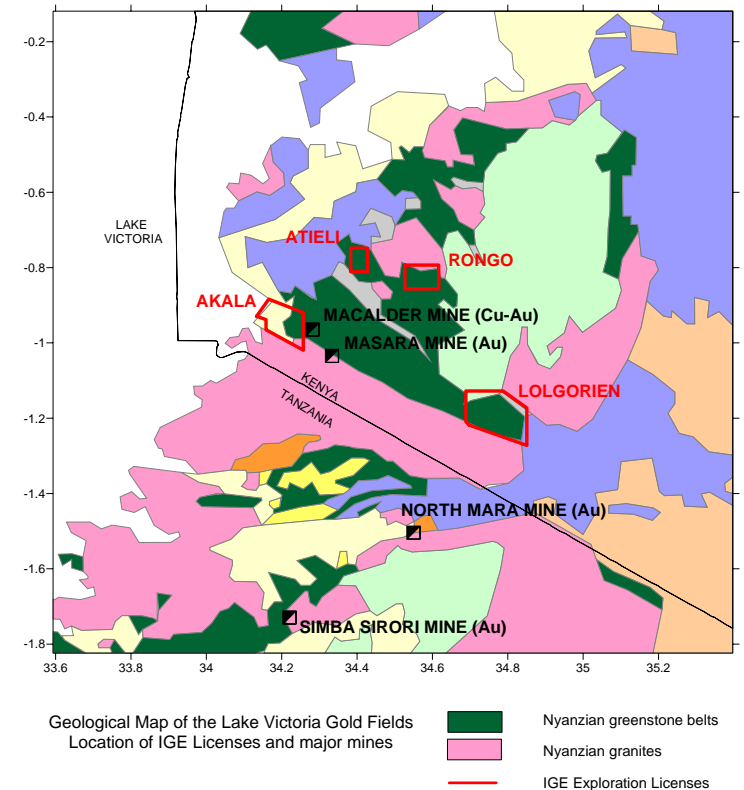 -0.2
-0.4
-0.6
-0.8
-1
-1.2
-1.4
-1.6
-1.8
33.6
33.8
34
34.2
34.4
34.6
34.8
35
35.2
LAKE
VICTORIA
ATIELI
RONGO
AKALA
MACALDER MINE (Cu-Au)
MASARA MINE (Au)
KENYA
TANZANIA
LOLGORIEN
NORTH MARA MINE (Au)
SIMBA SIRORI MINE (Au)
Geological Map of the Lake Victoria Gold Fields
Location of IGE Licenses and major mines
Nyanzian greenstone belts
Nyanzian granites
IGE Exploration Licenses